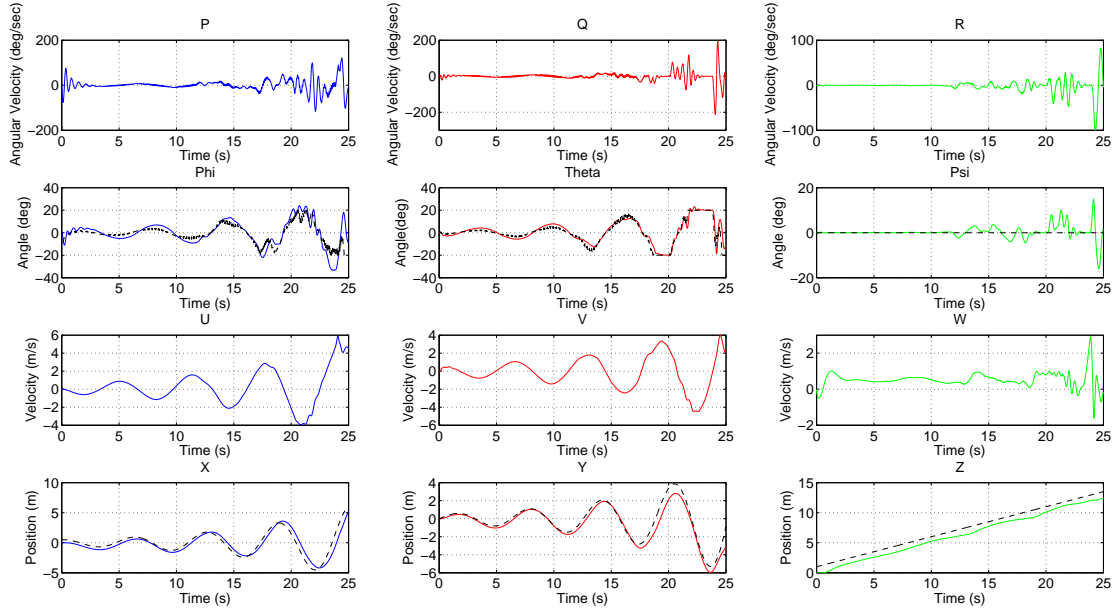 P
Angular Velocity (deg/sec)
200
0
−200
0 5 10 15 20 25
Time (s)
Q
Angular Velocity (deg/sec)
200
0
−200
0 5 10 15 20 25
Time (s)
R
Angular Velocity (deg/sec)
100
0
−100
0 5 10 15 20 25
Time (s)
Phi
Angle (deg)
40
20
0
−20
−40
0 5 10 15 20 25
Time (s)
Theta
Angle(deg)
40
20
0
−20
−40
0 5 10 15 20 25
Time (s)
Psi
Angle (deg)
20
0
−20
0 5 10 15 20 25
Time (s)
U
Velocity (m/s)
6
4
2
0
−2
−4
0 5 10 15 20 25
Time (s)
V
Velocity (m/s)
4
2
0
−2
−4
−6
0 5 10 15 20 25
Time (s)
W
Velocity (m/s)
4
2
0
−2
0 5 10 15 20 25
Time (s)
X
Position (m)
10
5
0
−5
0 5 10 15 20 25
Time (s)
Y
Position (m)
4
2
0
−2
−4
−6
0 5 10 15 20 25
Time (s)
Z
Position (m)
15
10
5
0
0 5 10 15 20 25
Time (s)